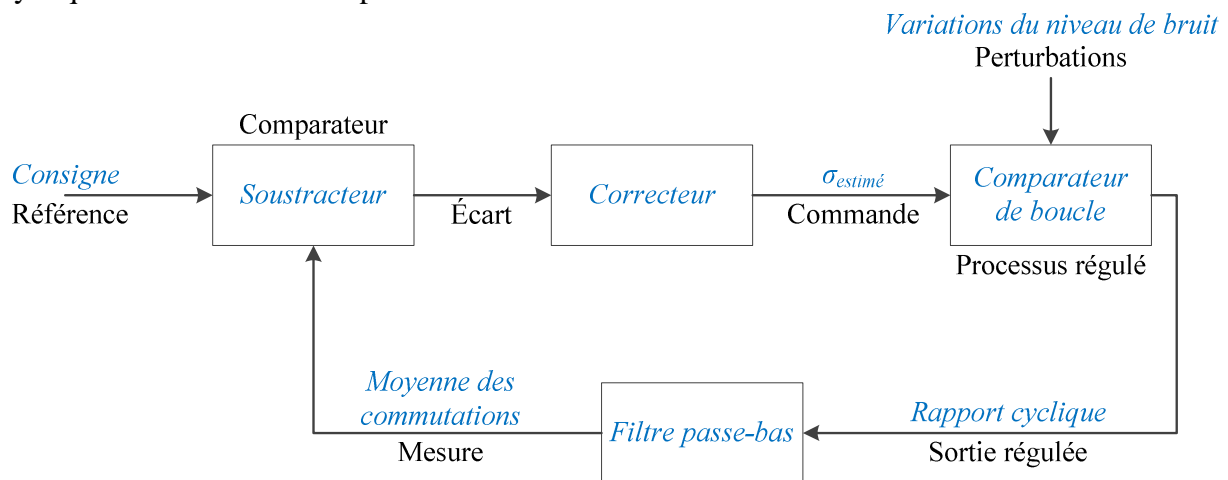 Variations du niveau de bruit
Perturbations
Comparateur
Consigne
Référence
Soustracteur
Écart
Correcteur
σestimé
Commande
Comparateur
de boucle
Processus régulé
Moyenne des
commutations
Mesure
Filtre passe-bas
Rapport cyclique
Sortie régulée